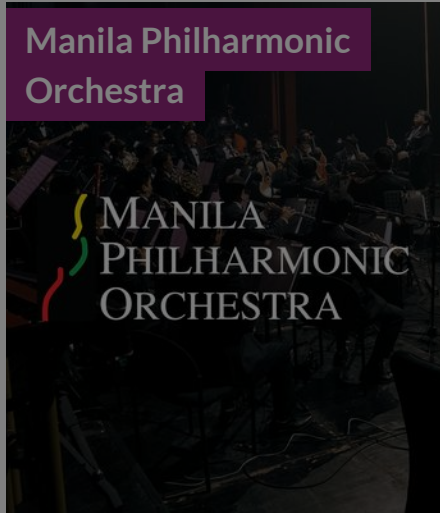 Manila Philharmonic
Orchestra
MANILA
PHILHARMONIC
ORCHESTRA